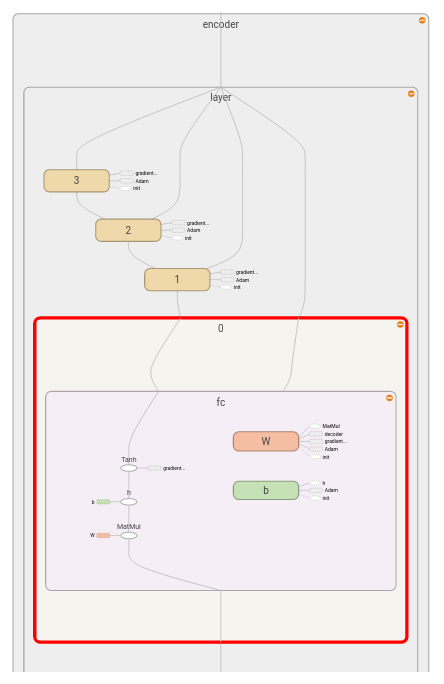 encoder
layer
3
gradient...
Adam
init
2
gradient...
Adam
init
1
gradient...
Adam
init
0
fc
W
MatMul
decoder
gradient...
Adam
init
Tanh
gradient...
b
h
Adam
init
h
b
MatMul
W